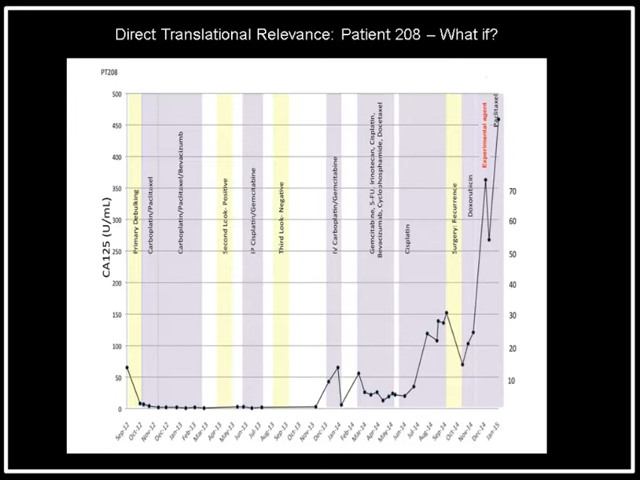 Direct Translational Relevance: Patient 208 – What if?
PT208
CA125 (U/mL)
500
450
400
350
300
250
200
150
100
50
0
70
60
50
40
30
20
10
Primary Debulking
Carboplatin/Paclitaxel
Carboplatin/Paclitaxel/Bevacizumab
Second Look- Positive
IP Cisplatin/Gemcitabine
Third Look- Negative
IV Carboplatin/Gemcitabine
Gemcitabine, 5-FU, Irinotecan, Cisplatin,
Bevacizumab, Cyclophosphamide, Docetaxel
Cisplatin
Surgery: Recurrence
Doxorubicin
Experimental agent
Paclitaxel
Sep-12
Oct-12
Nov-12
Dec-12
Jan-13
Feb-13
Mar-13
Apr-13
May-13
Jun-13
Jul-13
Aug-13
Sep-13
Oct-13
Nov-13
Dec-13
Jan-14
Feb-14
Mar-14
Apr-14
May-14
Jun-14
Jul-14
Aug-14
Sep-14
Oct-14
Nov-14
Dec-14
Jan-15